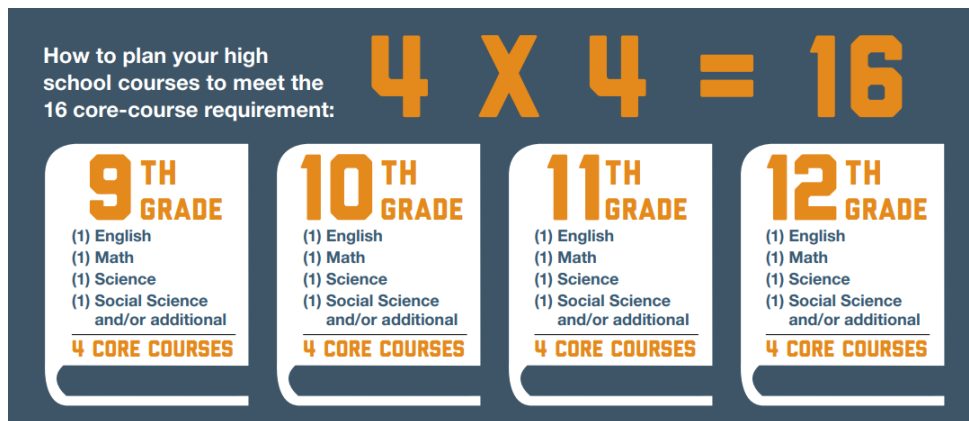 How to plan your high
school courses to meet the
16 core-course requirement:
4 X 4 = 16
9TH GRADE
(1) English
(1) Math
(1) Science
(1) Social Science
and/or additional
4 CORE COURSES
10TH GRADE
(1) English
(1) Math
(1) Science
(1) Social Science
and/or additional
4 CORE COURSES
11TH GRADE
(1) English
(1) Math
(1) Science
(1) Social Science
and/or additional
4 CORE COURSES
12TH GRADE
(1) English
(1) Math
(1) Science
(1) Social Science
and/or additional
4 CORE COURSES